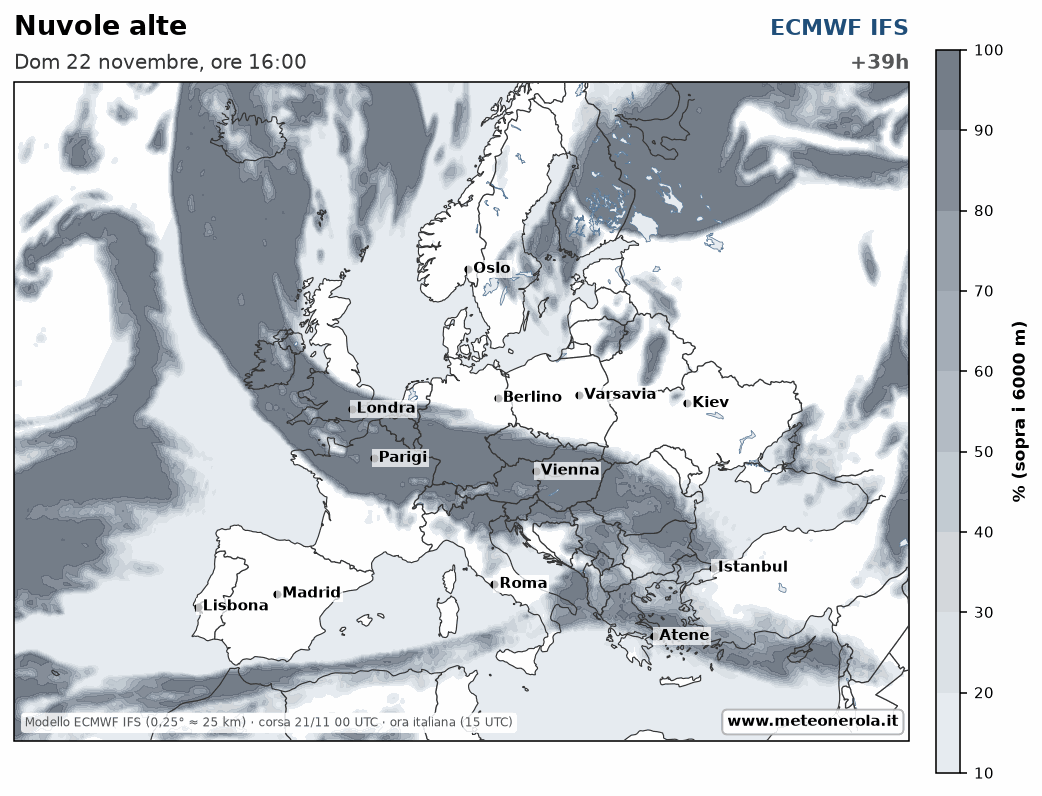 Nuvole alte
ECMWF IFS
Dom 22 novembre, ore 16:00
+39h
Oslo
Londra
Berlino
Varsavia
Kiev
Parigi
Vienna
Istanbul
Roma
Madrid
Lisbona
Atene
Modello ECMWF IFS (0,25° ≈ 25 km) · corsa 21/11 00 UTC · ora italiana (15 UTC)
www.meteonerola.it
100
90
80
70
60
50
40
30
20
10
% (sopra i 6000 m)